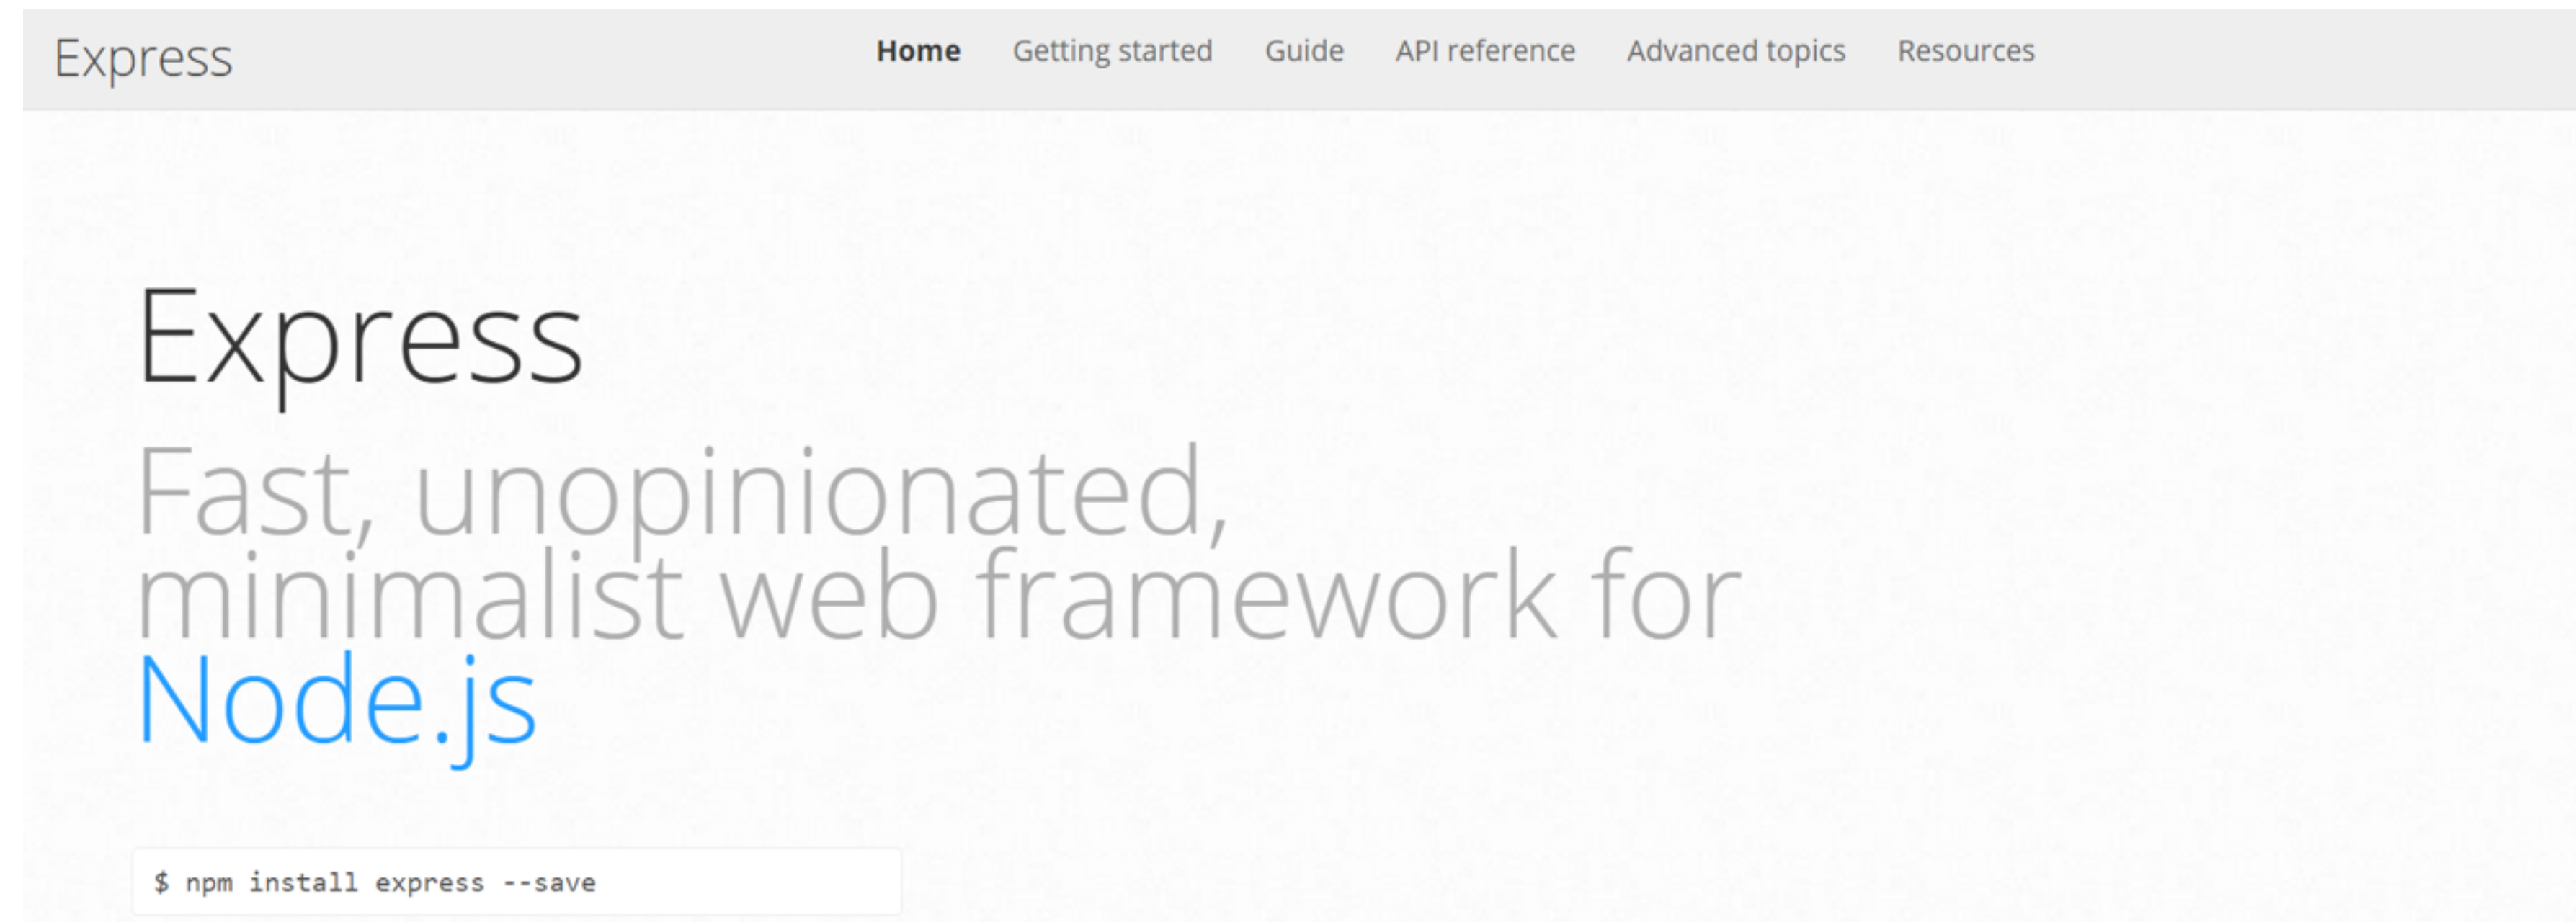 Express Home Getting started Guide API reference Advanced topics Resources
Express
Fast, unopinionated,
minimalist web framework for
Node.js
$ npm install express --save